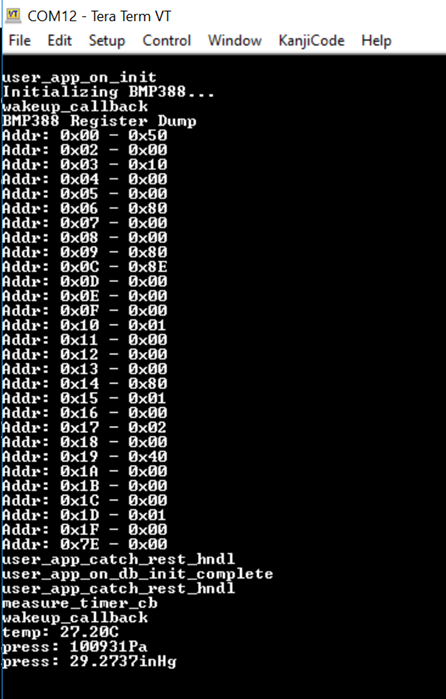 COM12 - Tera Term VT
File Edit Setup Control Window KanjiCode Help
user_app_on_init
Initializing BMP388...
wakeup_callback
BMP388 Register Dump
Addr: 0x00 - 0x50
Addr: 0x02 - 0x00
Addr: 0x03 - 0x10
Addr: 0x04 - 0x00
Addr: 0x05 - 0x00
Addr: 0x06 - 0x80
Addr: 0x07 - 0x00
Addr: 0x08 - 0x00
Addr: 0x09 - 0x80
Addr: 0x0C - 0x8E
Addr: 0x0D - 0x00
Addr: 0x0E - 0x00
Addr: 0x0F - 0x00
Addr: 0x10 - 0x01
Addr: 0x11 - 0x00
Addr: 0x12 - 0x00
Addr: 0x13 - 0x00
Addr: 0x14 - 0x80
Addr: 0x15 - 0x01
Addr: 0x16 - 0x00
Addr: 0x17 - 0x02
Addr: 0x18 - 0x00
Addr: 0x19 - 0x40
Addr: 0x1A - 0x00
Addr: 0x1B - 0x00
Addr: 0x1C - 0x00
Addr: 0x1D - 0x01
Addr: 0x1F - 0x00
Addr: 0x7E - 0x00
user_app_catch_rest_hndl
user_app_on_db_init_complete
user_app_catch_rest_hndl
measure_timer_cb
wakeup_callback
temp: 27.20C
press: 100931Pa
press: 29.2737inHg